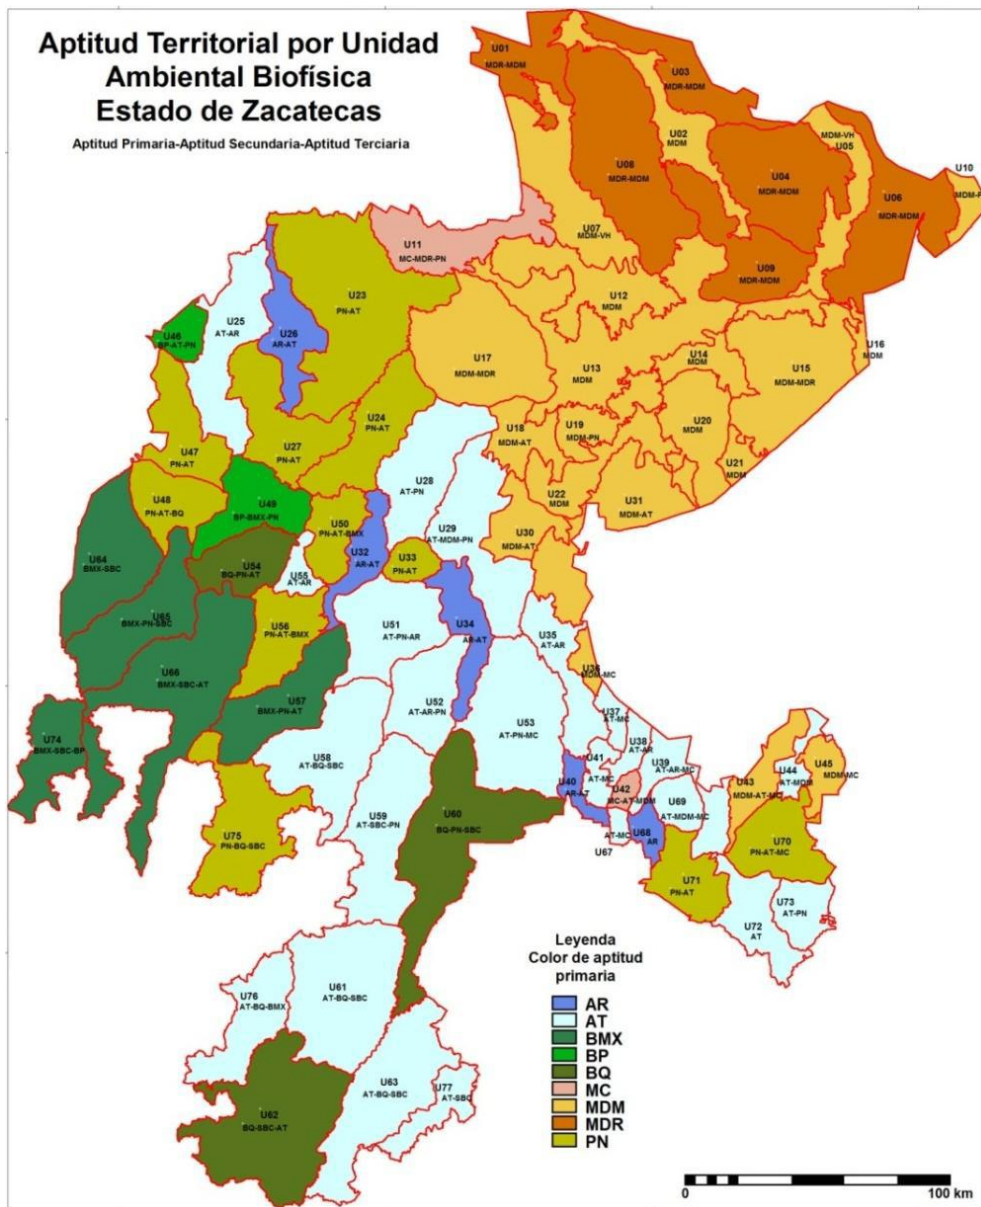 Aptitud Territorial por Unidad
Ambiental Biofísica
Estado de Zacatecas
Aptitud Primaria-Aptitud Secundaria-Aptitud Terciaria
U01
MDR-MDM
U03
MDR-MDM
U02
MDM
MDM-VH
U05
U08
MDR-MDM
U04
MDR-MDM
U10
U06
MDR-MDM
U07
MDM-VH
U11
MC-MDR-PN
U09
MDR-MDM
U23
PN-AT
U12
MDM
U25
AT-AR
U26
AR-AT
U46
BP-AT-PN
U17
MDM-MDR
U13
MDM
U14
MDM
U15
MDM-MDR
U16
MDM
U24
PN-AT
U18
MDM-AT
U19
MDM-PN
U20
MDM
U27
PN-AT
U47
PN-AT
U21
MDM
U28
AT-PN
U22
MDM
U31
MDM-AT
U48
PN-AT-BQ
U49
BP-BMX-PN
U50
PN-AT-BMX
U29
AT-MDM-PN
U30
MDM-AT
U64
BMX-SBC
U54
BQ-PN-AT
U55
AT-AR
U32
AR-AT
U33
PN-AT
U65
BMX-PN-SBC
U56
PN-AT-BMX
U51
AT-PN-AR
U34
AR-AT
U35
AT-AR
U66
BMX-SBC-AT
U36
MDM-MC
U57
BMX-PN-AT
U52
AT-AR-PN
U53
AT-PN-MC
U37
AT-MC
U74
BMX-SBC-BP
U58
AT-BQ-SBC
U38
AT-AR
U41
AT-MC
U39
AT-AR-MC
U40
AR-AT
U42
MC-AT-MDM
U43
MDM-AT-MC
U44
AT-MDM
U45
MDM-MC
U59
AT-SBC-PN
U60
BQ-PN-SBC
U69
AT-MDM-MC
AT-MC
U67
U68
AR
U70
PN-AT-MC
U75
PN-BQ-SBC
U71
PN-AT
U73
AT-PN
U72
AT
U76
AT-BQ-BMX
U61
AT-BQ-SBC
U63
AT-BQ-SBC
U77
AT-SBC
U62
BQ-SBC-AT
Leyenda
Color de aptitud
primaria
AR
AT
BMX
BP
BQ
MC
MDM
MDR
PN
0 100 km